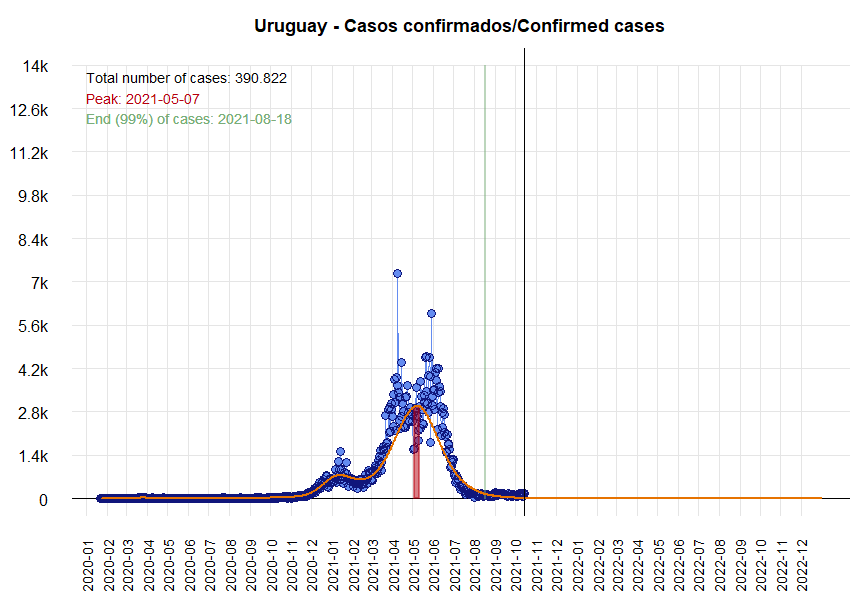 Uruguay - Casos confirmados/Confirmed cases
14k
12.6k
11.2k
9.8k
8.4k
7k
5.6k
4.2k
2.8k
1.4k
0
Total number of cases: 390.822
Peak: 2021-05-07
End (99%) of cases: 2021-08-18
2020-01
2020-02
2020-03
2020-04
2020-05
2020-06
2020-07
2020-08
2020-09
2020-10
2020-11
2020-12
2021-01
2021-02
2021-03
2021-04
2021-05
2021-06
2021-07
2021-08
2021-09
2021-10
2021-11
2021-12
2022-01
2022-02
2022-03
2022-04
2022-05
2022-06
2022-07
2022-08
2022-09
2022-10
2022-11
2022-12